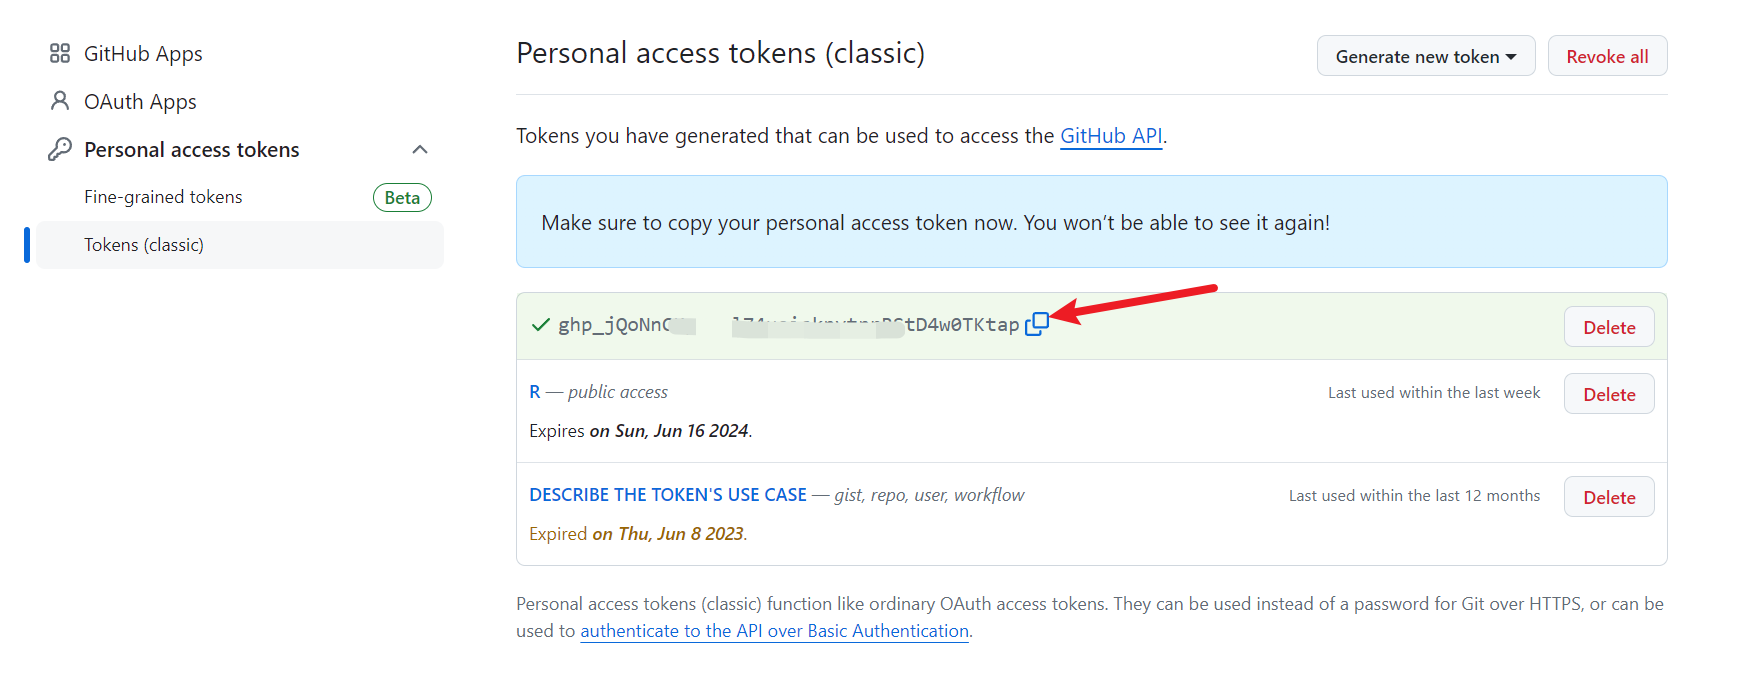 GitHub Apps
OAuth Apps
Personal access tokens
Fine-grained tokens
Beta
Tokens (classic)
Personal access tokens (classic)
Generate new token
Revoke all
Tokens you have generated that can be used to access the GitHub API.
Make sure to copy your personal access token now. You won’t be able to see it again!
Delete
R — public access
Last used within the last week
Delete
Expires on Sun, Jun 16 2024.
DESCRIBE THE TOKEN'S USE CASE — gist, repo, user, workflow
Last used within the last 12 months
Delete
Expired on Thu, Jun 8 2023.
Personal access tokens (classic) function like ordinary OAuth access tokens. They can be used instead of a password for Git over HTTPS, or can be
used to authenticate to the API over Basic Authentication.